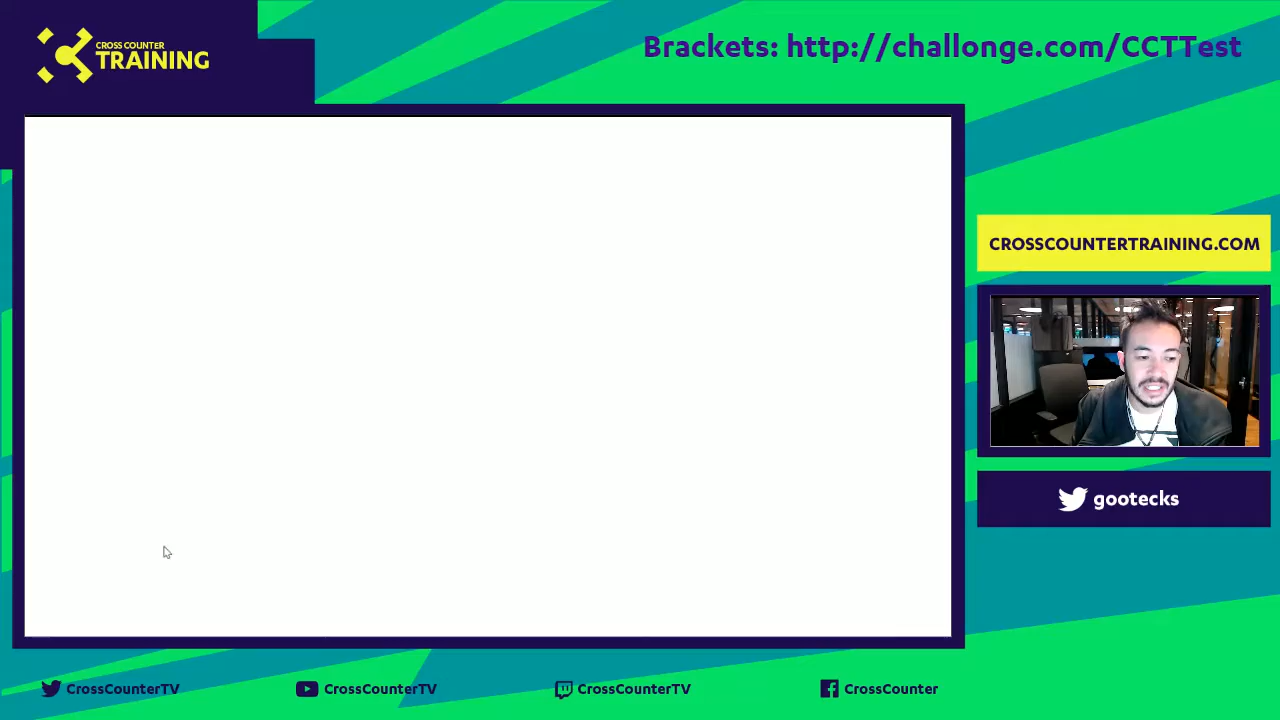 CROSS COUNTER
TRAINING
Brackets: http://challonge.com/CCTTest
CROSSCOUNTERTRAINING.COM
gootecks
CrossCounterTV
CrossCounterTV
CrossCounterTV
CrossCounter